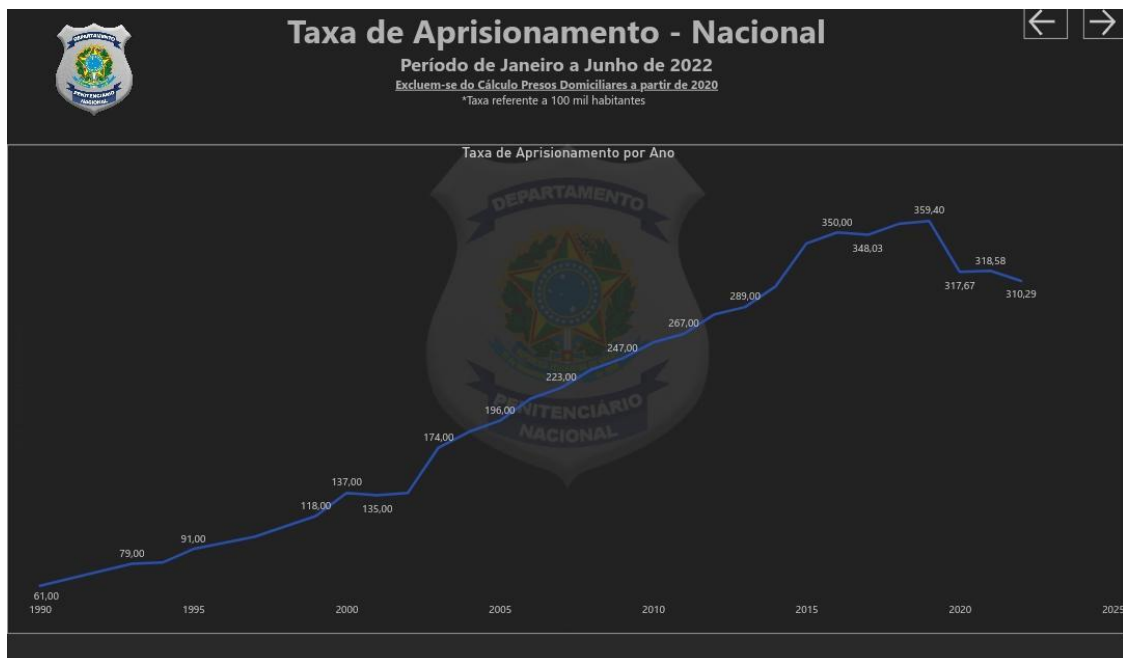 Taxa de Aprisionamento - Nacional
Período de Janeiro a Junho de 2022
Excluem-se do Cálculo Presos Domiciliares a partir de 2020
*Taxa referente a 100 mil habitantes
DEPARTAMENTO
PENITENCIÁRIO
NACIONAL
Taxa de Aprisionamento por Ano
DEPARTAMENTO
PENITENCIÁRIO
NACIONAL
61,00
79,00
91,00
118,00
137,00
135,00
174,00
196,00
223,00
247,00
267,00
289,00
350,00
348,03
359,40
317,67
318,58
310,29
1990 1995 2000 2005 2010 2015 2020 2025